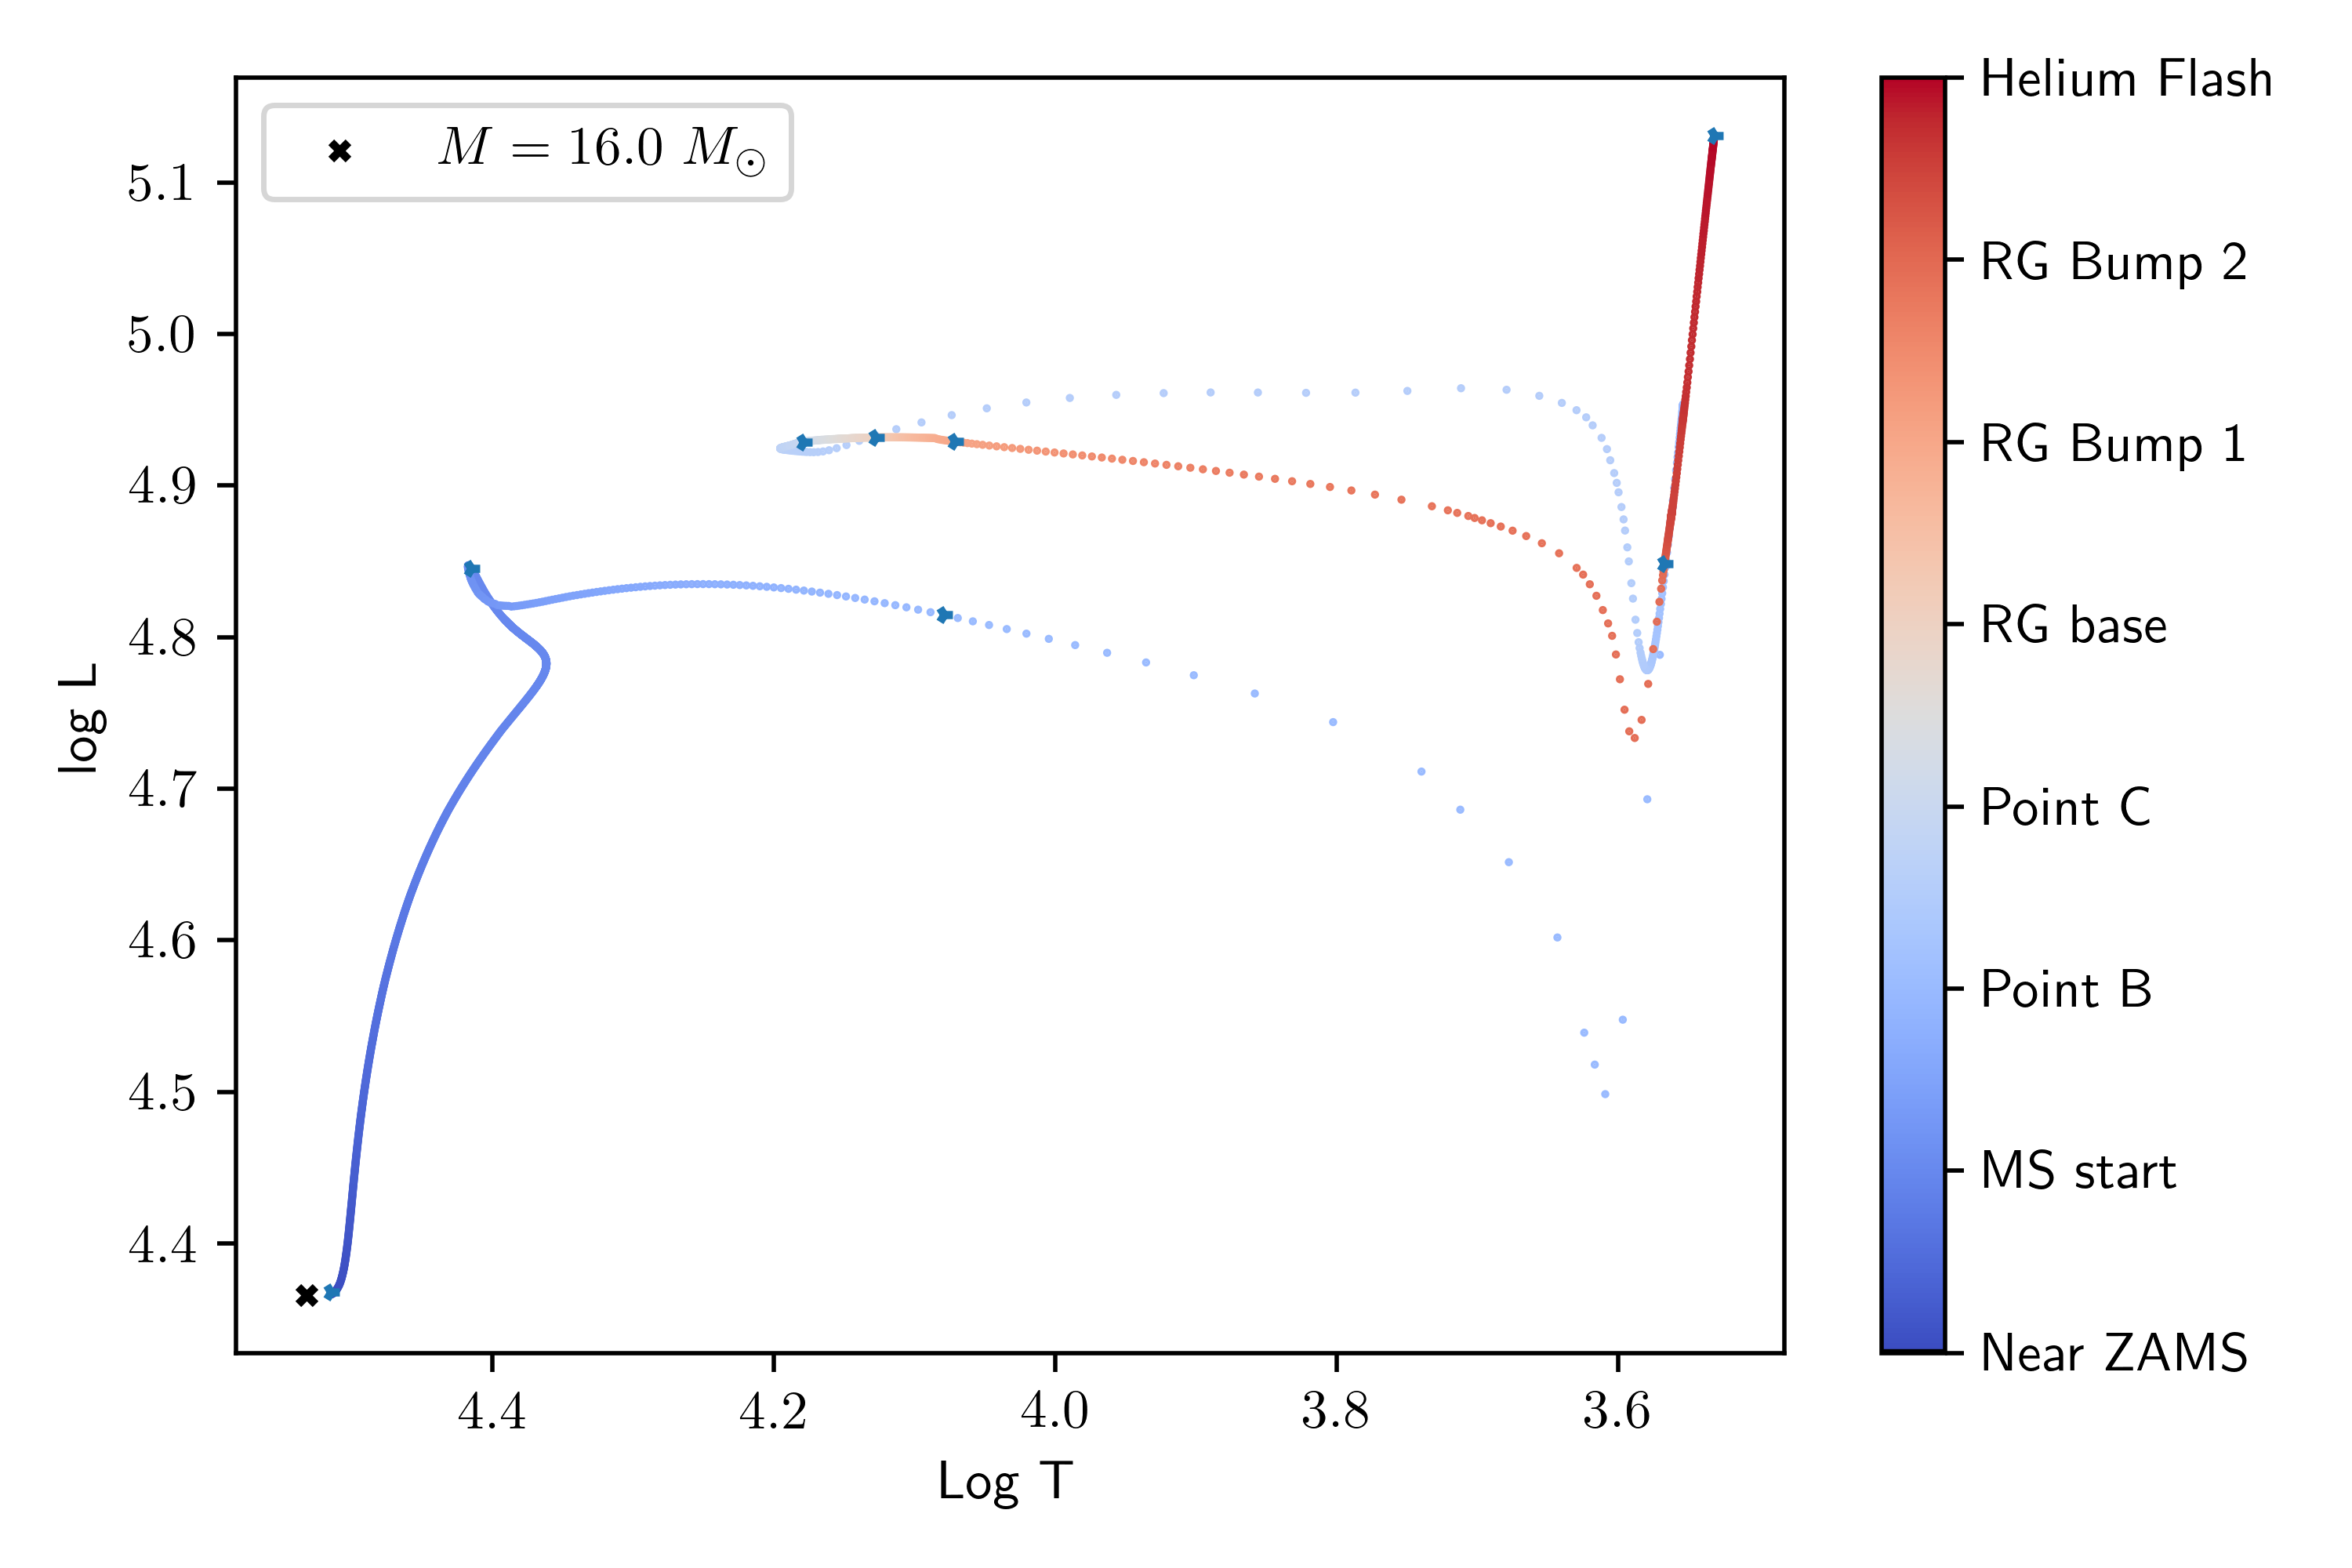 M = 16.0 M⊙
5.1
5.0
4.9
4.8
4.7
4.6
4.5
4.4
log L
4.4 4.2 4.0 3.8 3.6
Log T
Helium Flash
RG Bump 2
RG Bump 1
RG base
Point C
Point B
MS start
Near ZAMS